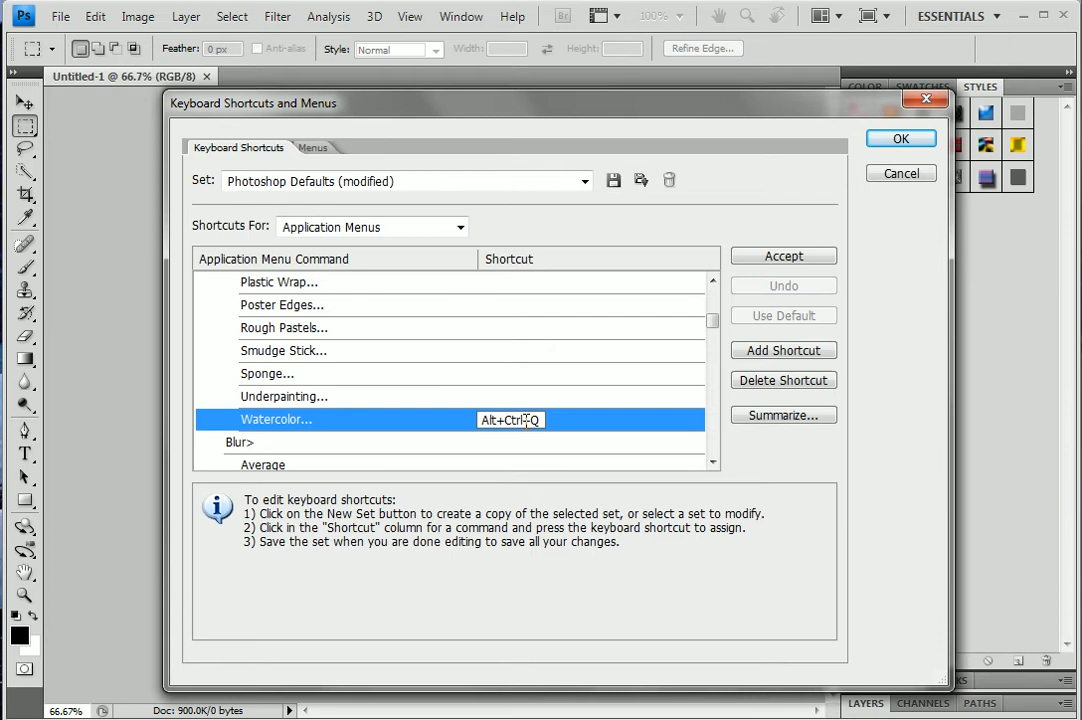 Ps File Edit Image Layer Select Filter Analysis 3D View Window Help Br 100% ESSENTIALS
Feather: 0 px Anti-alias Style: Normal Width: Height: Refine Edge...
Untitled-1 @ 66.7% (RGB/8)
COLOR SWATCHES STYLES
Keyboard Shortcuts and Menus
Keyboard Shortcuts Menus
OK
Set: Photoshop Defaults (modified)
Cancel
Shortcuts For: Application Menus
Application Menu Command Shortcut
Accept
Plastic Wrap...
Undo
Poster Edges...
Use Default
Rough Pastels...
Smudge Stick...
Add Shortcut
Sponge...
Delete Shortcut
Underpainting...
Watercolor... Alt+Ctrl+Q
Summarize...
Blur>
Average
To edit keyboard shortcuts:
1) Click on the New Set button to create a copy of the selected set, or select a set to modify.
2) Click in the "Shortcut" column for a command and press the keyboard shortcut to assign.
3) Save the set when you are done editing to save all your changes.
T
LAYERS CHANNELS PATHS
66.67% Doc: 900.0K/0 bytes